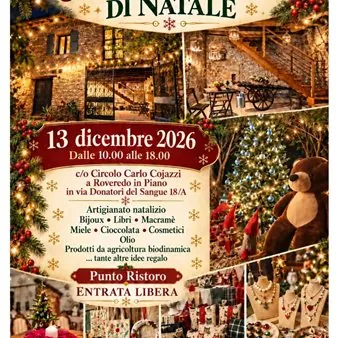 DI NATALE
13 dicembre 2026
Dalle 10.00 alle 18.00
c/o Circolo Carlo Cojazzi
a Roveredo in Piano
in via Donatori del Sangue 18/A
Artigianato natalizio
Bijoux • Libri • Macramè
Miele • Cioccolata • Cosmetici
Olio
Prodotti da agricoltura biodinamica
... tante altre idee regalo
Punto Ristoro
ENTRATA LIBERA